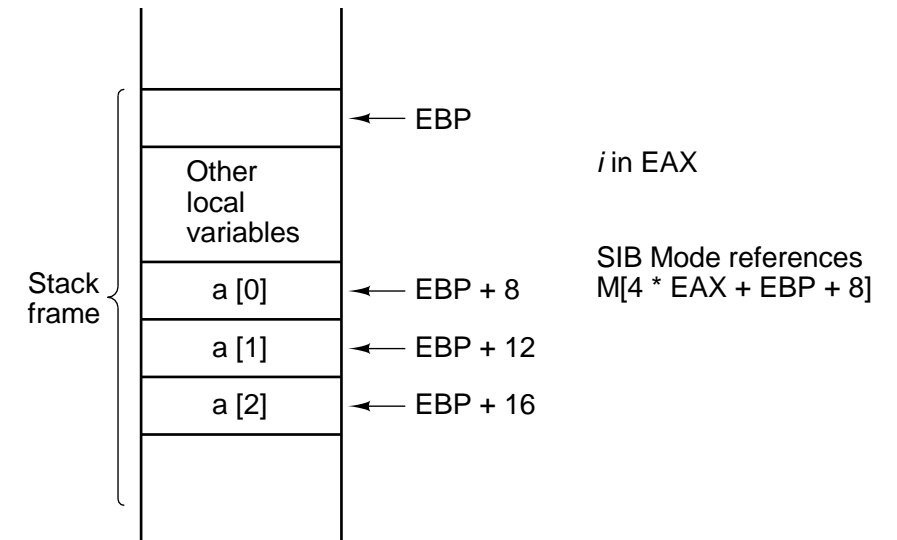 EBP
i in EAX
Other
local
variables
SIB Mode references
M[4 * EAX + EBP + 8]
Stack
frame
a [0]
EBP + 8
a [1]
EBP + 12
a [2]
EBP + 16